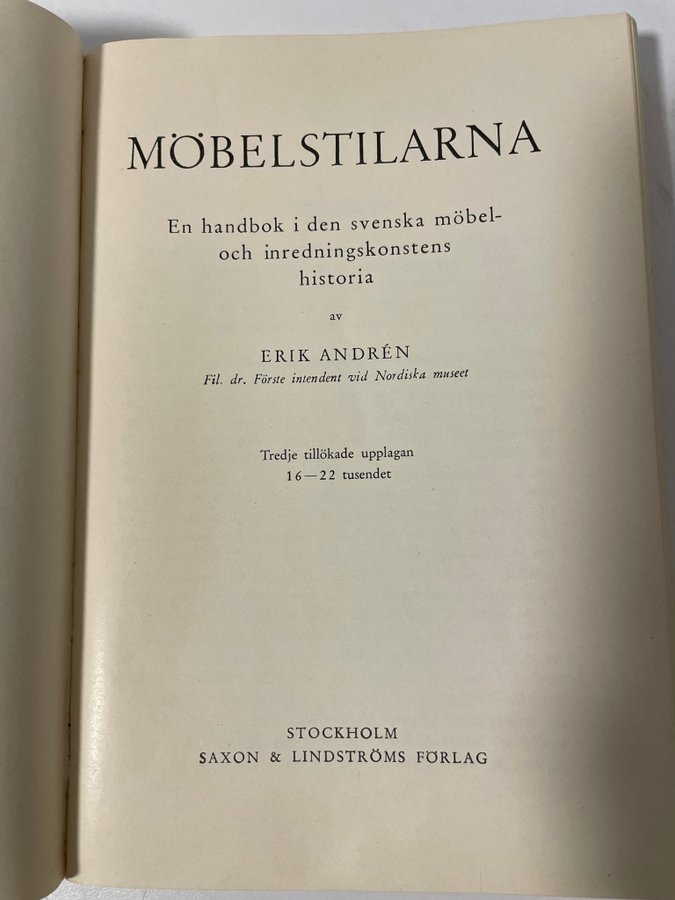 MÖBELSTILARNA
En handbok i den svenska möbel-
och inredningskonstens
historia
av
ERIK ANDRÉN
Fil. dr. Förste intendent vid Nordiska museet
Tredje tillökade upplagan
16—22 tusendet
STOCKHOLM
SAXON & LINDSTRÖMS FÖRLAG